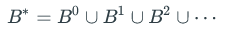 B* = B⁰ ∪ B¹ ∪ B² ∪ ⋯